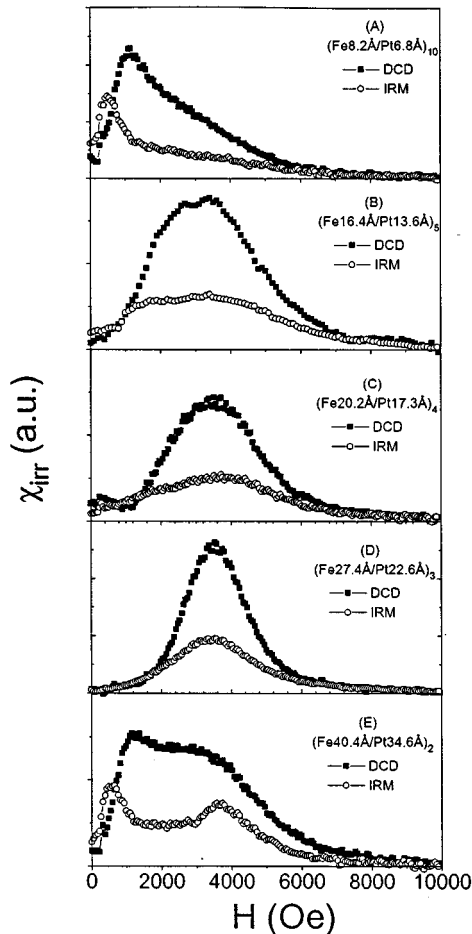 (A)
(Fe8.2Å/Pt6.8Å)10
DCD
IRM
(B)
(Fe16.4Å/Pt13.6Å)5
DCD
IRM
(C)
(Fe20.2Å/Pt17.3Å)4
DCD
IRM
(D)
(Fe27.4Å/Pt22.6Å)3
DCD
IRM
(E)
(Fe40.4Å/Pt34.6Å)2
DCD
IRM
χirr (a.u.)
0 2000 4000 6000 8000 10000
H (Oe)